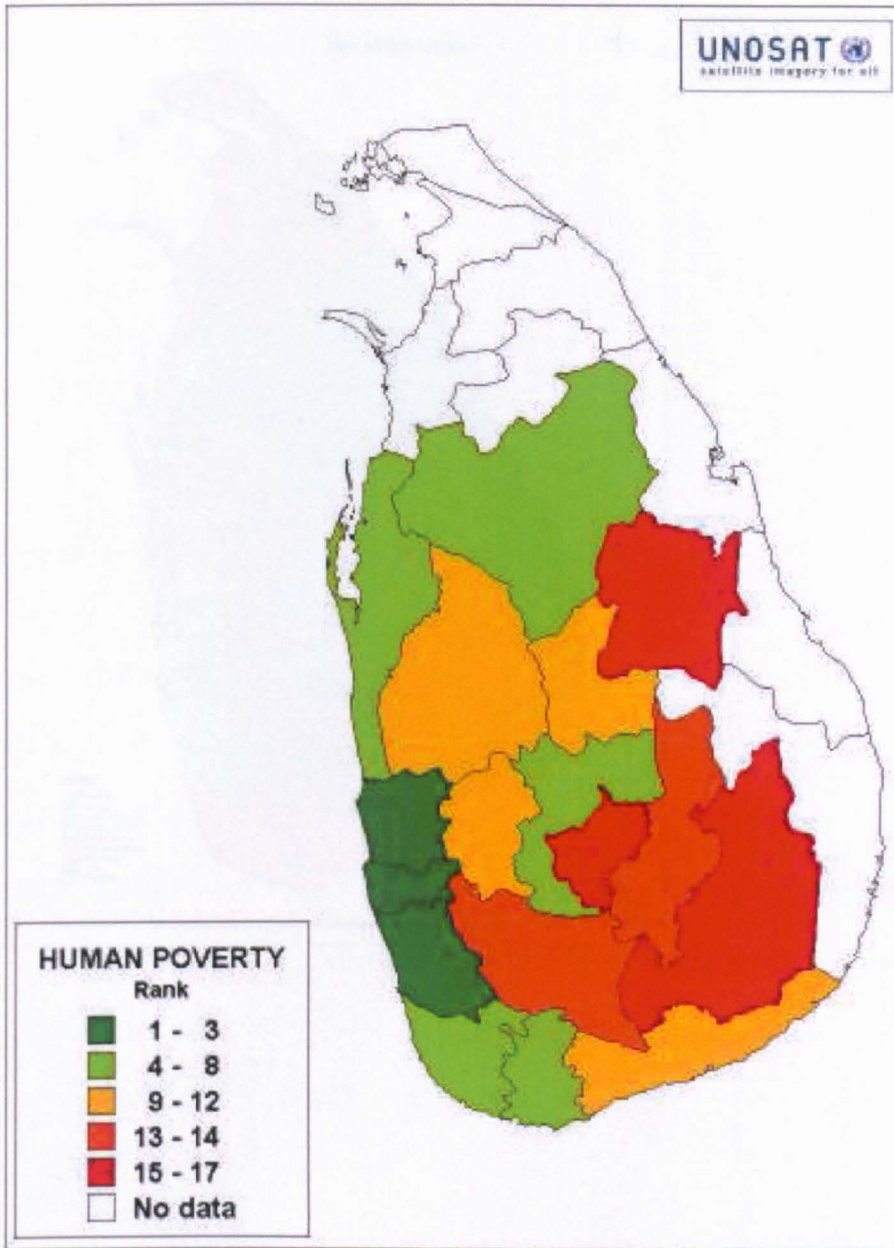 UNOSAT
satellite imagery for all
HUMAN POVERTY
Rank
1 - 3
4 - 8
9 - 12
13 - 14
15 - 17
No data